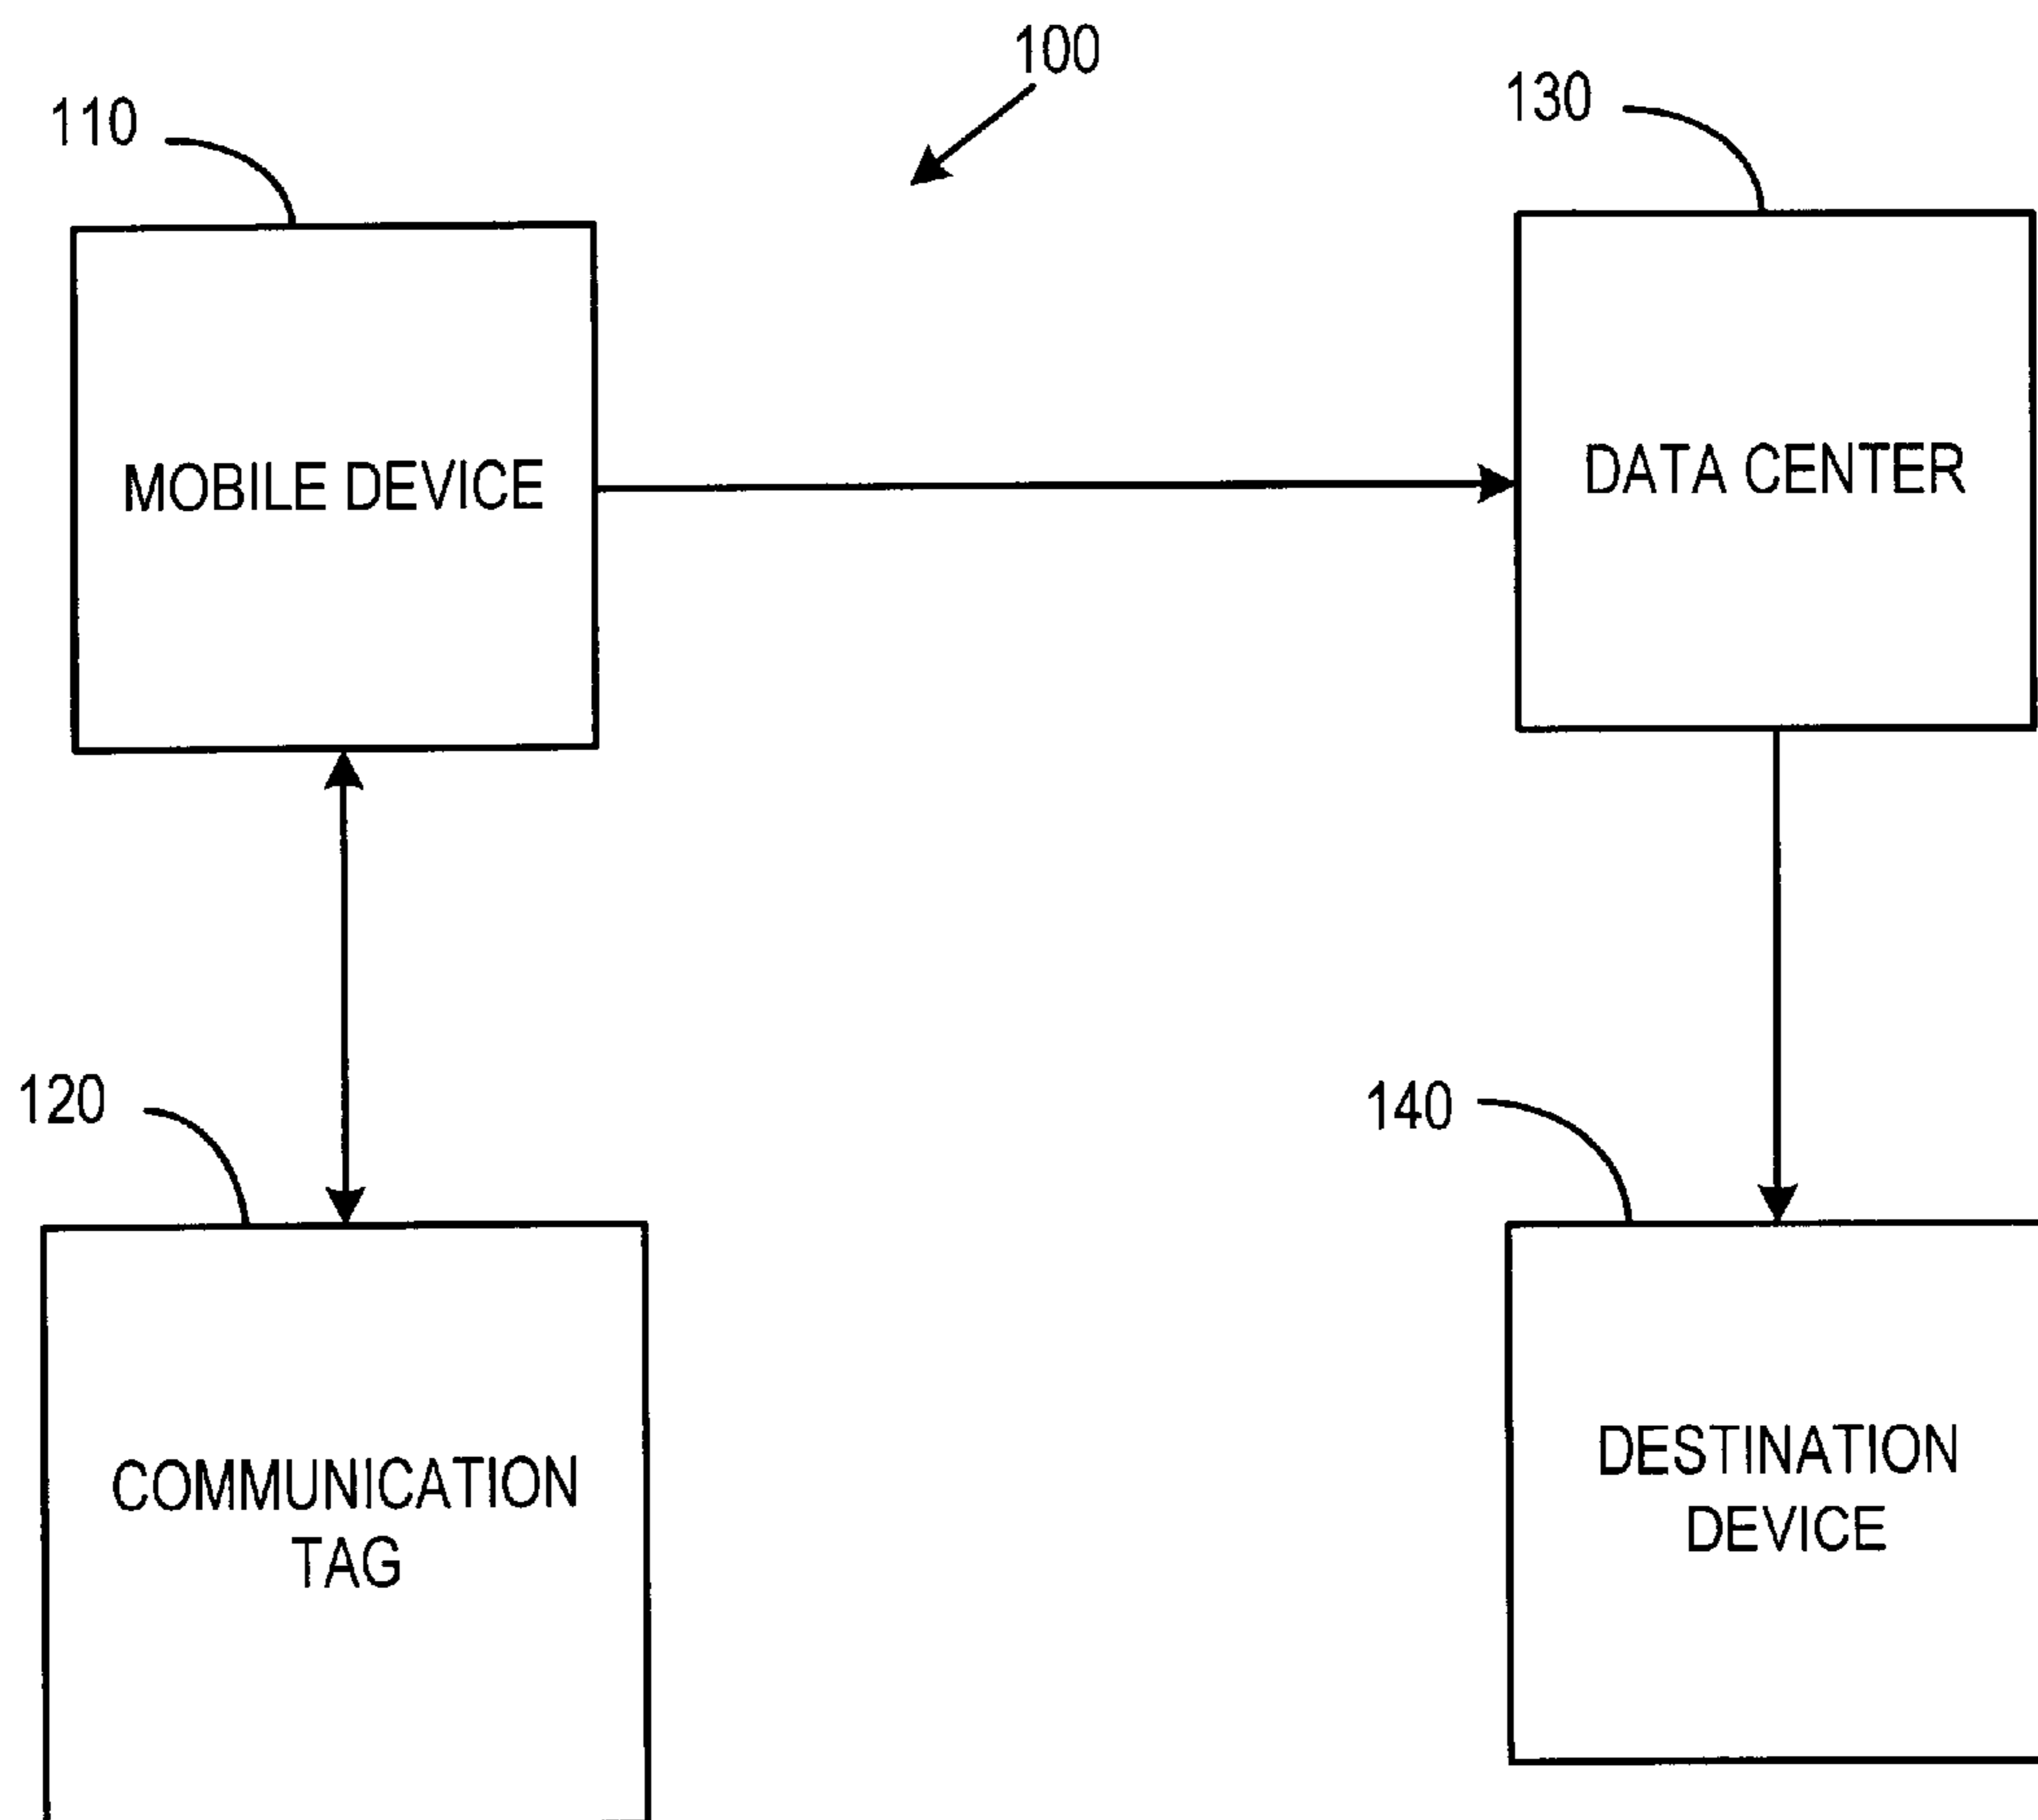 100
110
130
MOBILE DEVICE
DATA CENTER
120
140
COMMUNICATION
TAG
DESTINATION
DEVICE